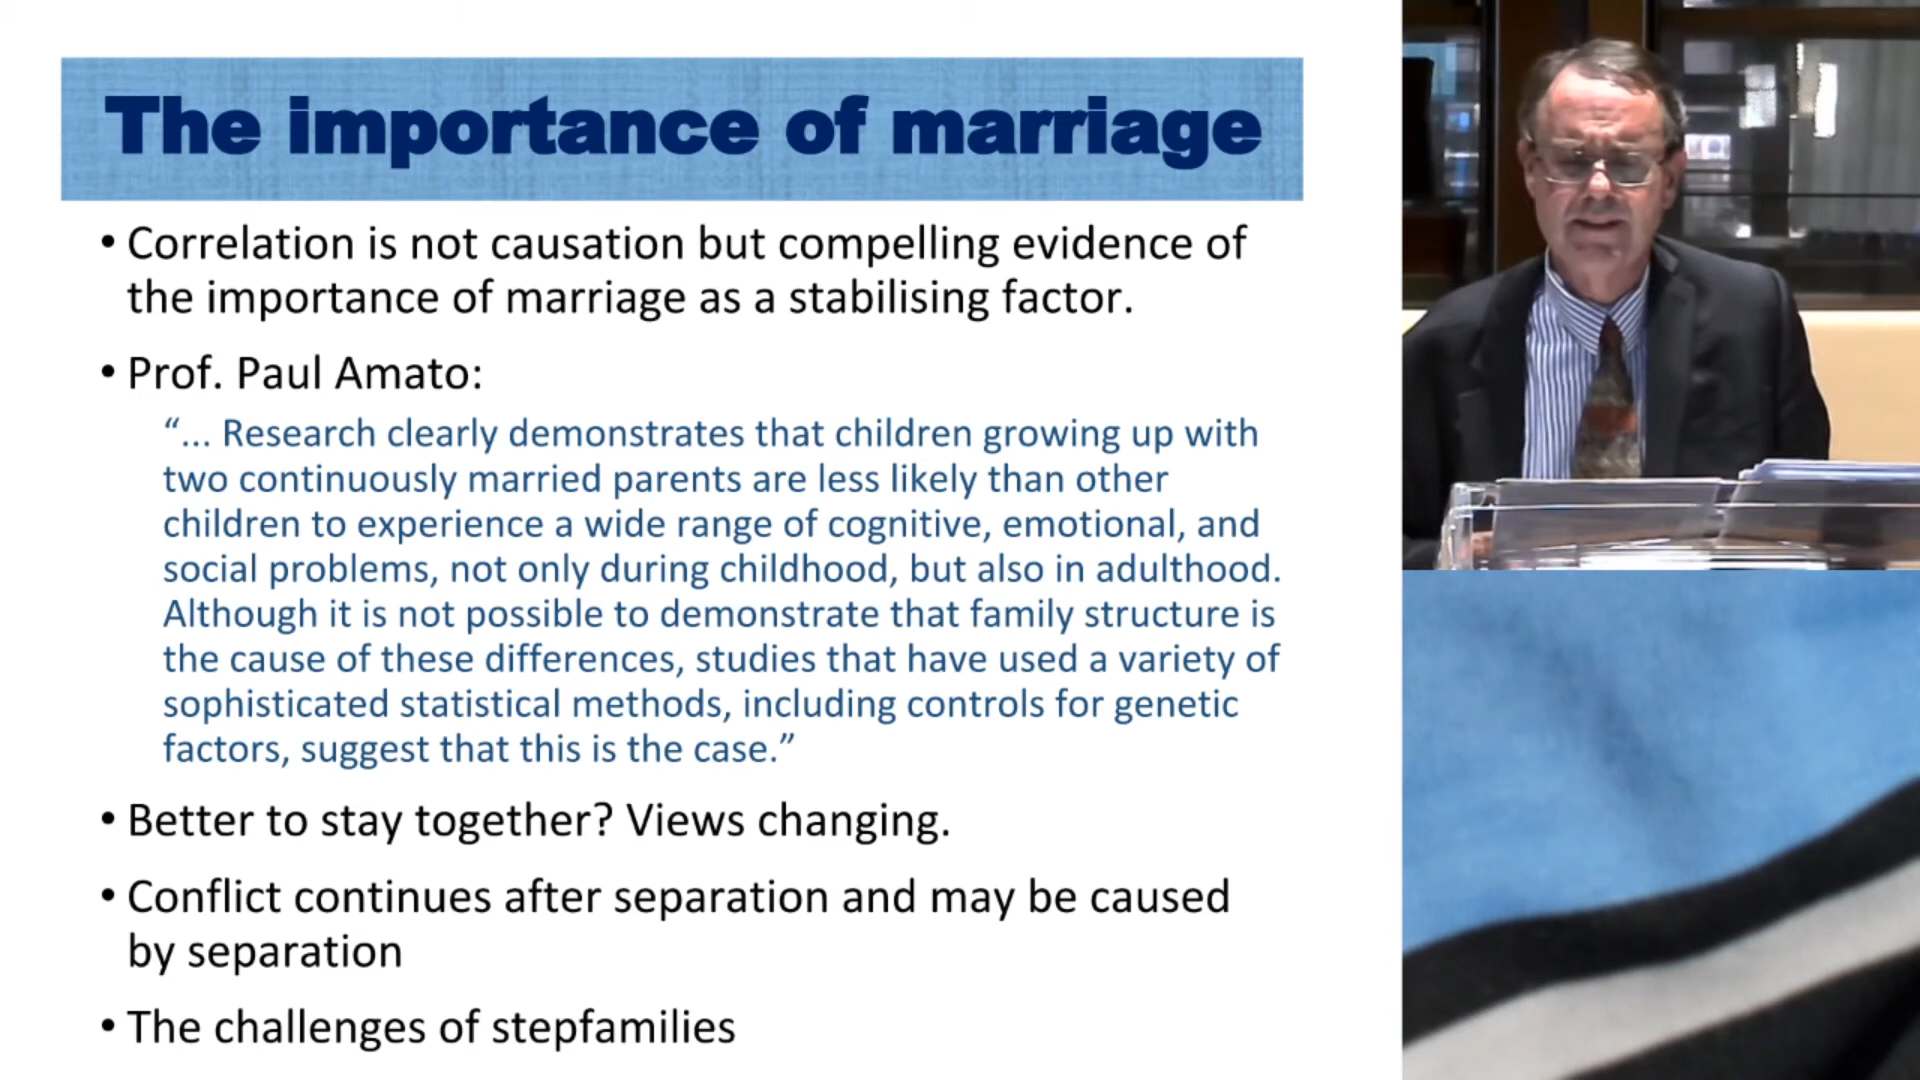 The importance of marriage
• Correlation is not causation but compelling evidence of
the importance of marriage as a stabilising factor.
• Prof. Paul Amato:
“... Research clearly demonstrates that children growing up with
two continuously married parents are less likely than other
children to experience a wide range of cognitive, emotional, and
social problems, not only during childhood, but also in adulthood.
Although it is not possible to demonstrate that family structure is
the cause of these differences, studies that have used a variety of
sophisticated statistical methods, including controls for genetic
factors, suggest that this is the case.”
• Better to stay together? Views changing.
• Conflict continues after separation and may be caused
by separation
• The challenges of stepfamilies